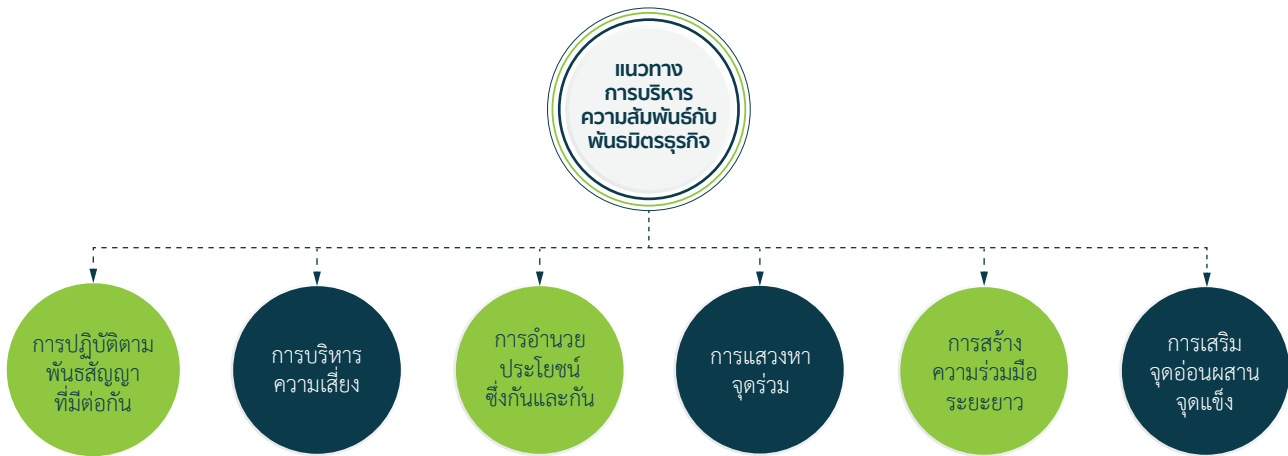 แนวทาง
การบริหาร
ความสัมพันธ์กับ
พันธมิตรธุรกิจ
การปฏิบัติตาม
พันธสัญญา
ที่มีต่อกัน
การบริหาร
ความเสี่ยง
การอำนวย
ประโยชน์
ซึ่งกันและกัน
การแสวงหา
จุดร่วม
การสร้าง
ความร่วมมือ
ระยะยาว
การเสริม
จุดอ่อนผสาน
จุดแข็ง